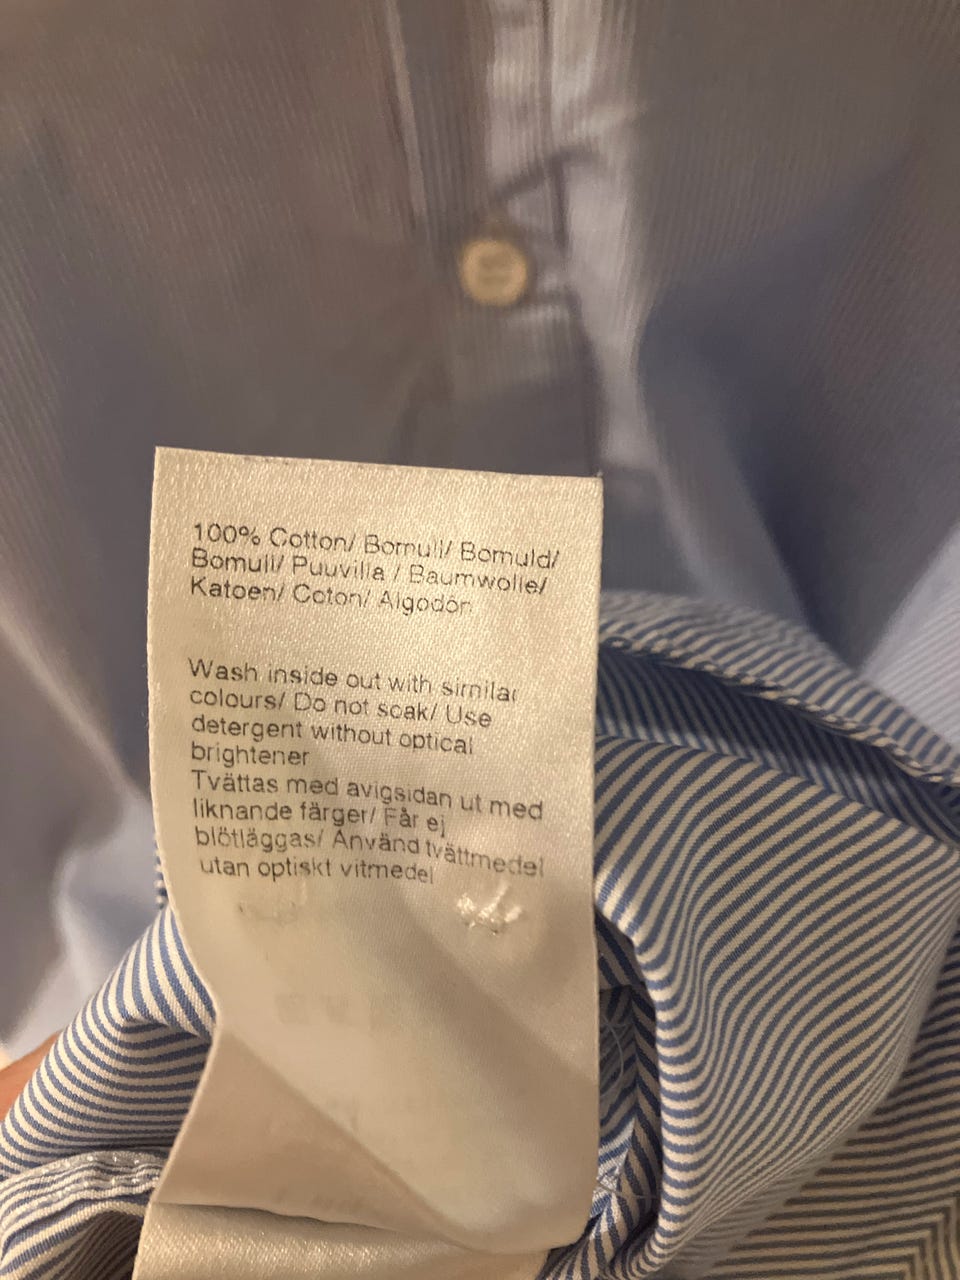 100% Cotton/ Bomull/ Bomuld/
Bomull/ Puuvilla / Baumwolle/
Katoen/ Coton/ Algodón
Wash inside out with similar
colours/ Do not soak/ Use
detergent without optical
brightener
Tvättas med avigsidan ut med
liknande färger/ Får ej
blötläggas/ Använd tvättmedel
utan optiskt vitmedel